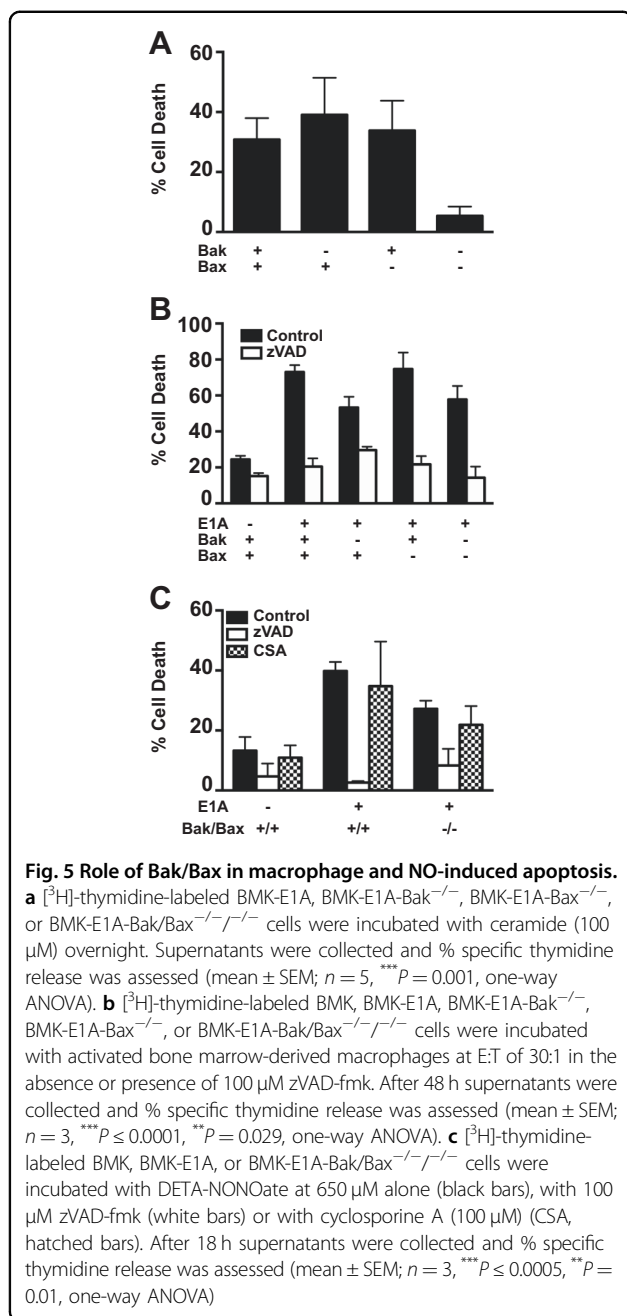 A
60
40
20
0
% Cell Death
Bak + - + -
Bax + + - -
B
100
80
60
40
20
0
% Cell Death
Control
zVAD
E1A - + + + +
Bak + + - + -
Bax + + + - -
C
60
40
20
0
% Cell Death
Control
zVAD
CSA
E1A - + +
Bak/Bax +/+ +/+ -/-
Fig. 5 Role of Bak/Bax in macrophage and NO-induced apoptosis.
a [³H]-thymidine-labeled BMK-E1A, BMK-E1A-Bak⁻/⁻, BMK-E1A-Bax⁻/⁻,
or BMK-E1A-Bak/Bax⁻/⁻/⁻/⁻ cells were incubated with ceramide (100
μM) overnight. Supernatants were collected and % specific thymidine
release was assessed (mean ± SEM; n = 5, ***P = 0.001, one-way
ANOVA). b [³H]-thymidine-labeled BMK, BMK-E1A, BMK-E1A-Bak⁻/⁻,
BMK-E1A-Bax⁻/⁻, or BMK-E1A-Bak/Bax⁻/⁻/⁻/⁻ cells were incubated
with activated bone marrow-derived macrophages at E:T of 30:1 in the
absence or presence of 100 μM zVAD-fmk. After 48 h supernatants were
collected and % specific thymidine release was assessed (mean ± SEM;
n = 3, ***P ≤ 0.0001, **P = 0.029, one-way ANOVA). c [³H]-thymidine-
labeled BMK, BMK-E1A, or BMK-E1A-Bak/Bax⁻/⁻/⁻/⁻ cells were
incubated with DETA-NONOate at 650 μM alone (black bars), with 100
μM zVAD-fmk (white bars) or with cyclosporine A (100 μM) (CSA,
hatched bars). After 18 h supernatants were collected and % specific
thymidine release was assessed (mean ± SEM; n = 3, ***P ≤ 0.0005, **P =
0.01, one-way ANOVA)